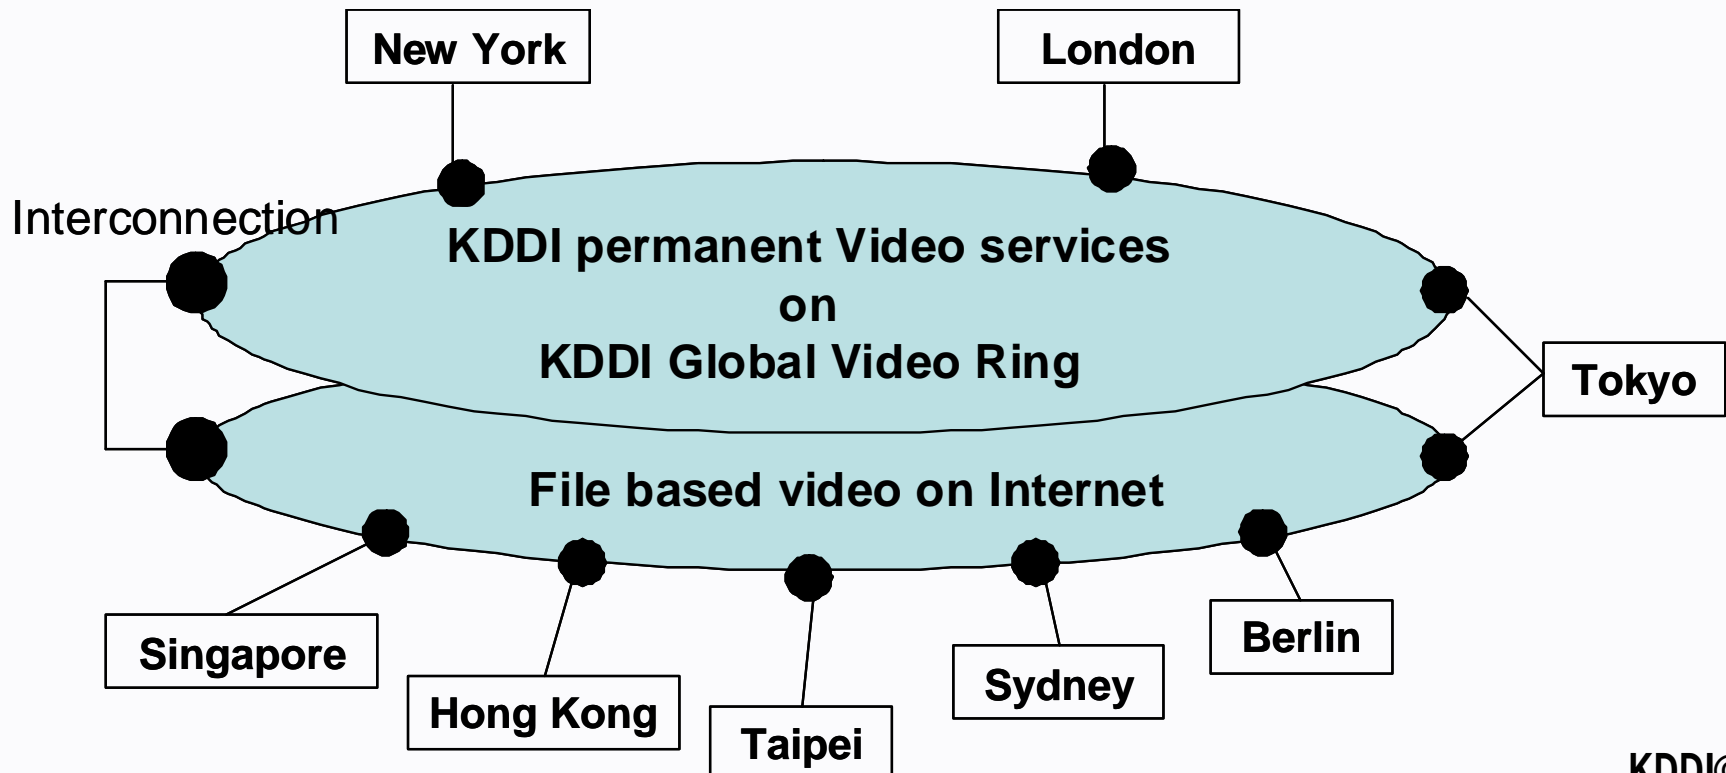 New York
London
Interconnection
KDDI permanent Video services
on
KDDI Global Video Ring
Tokyo
File based video on Internet
Singapore
Hong Kong
Taipei
Sydney
Berlin
KDDI©